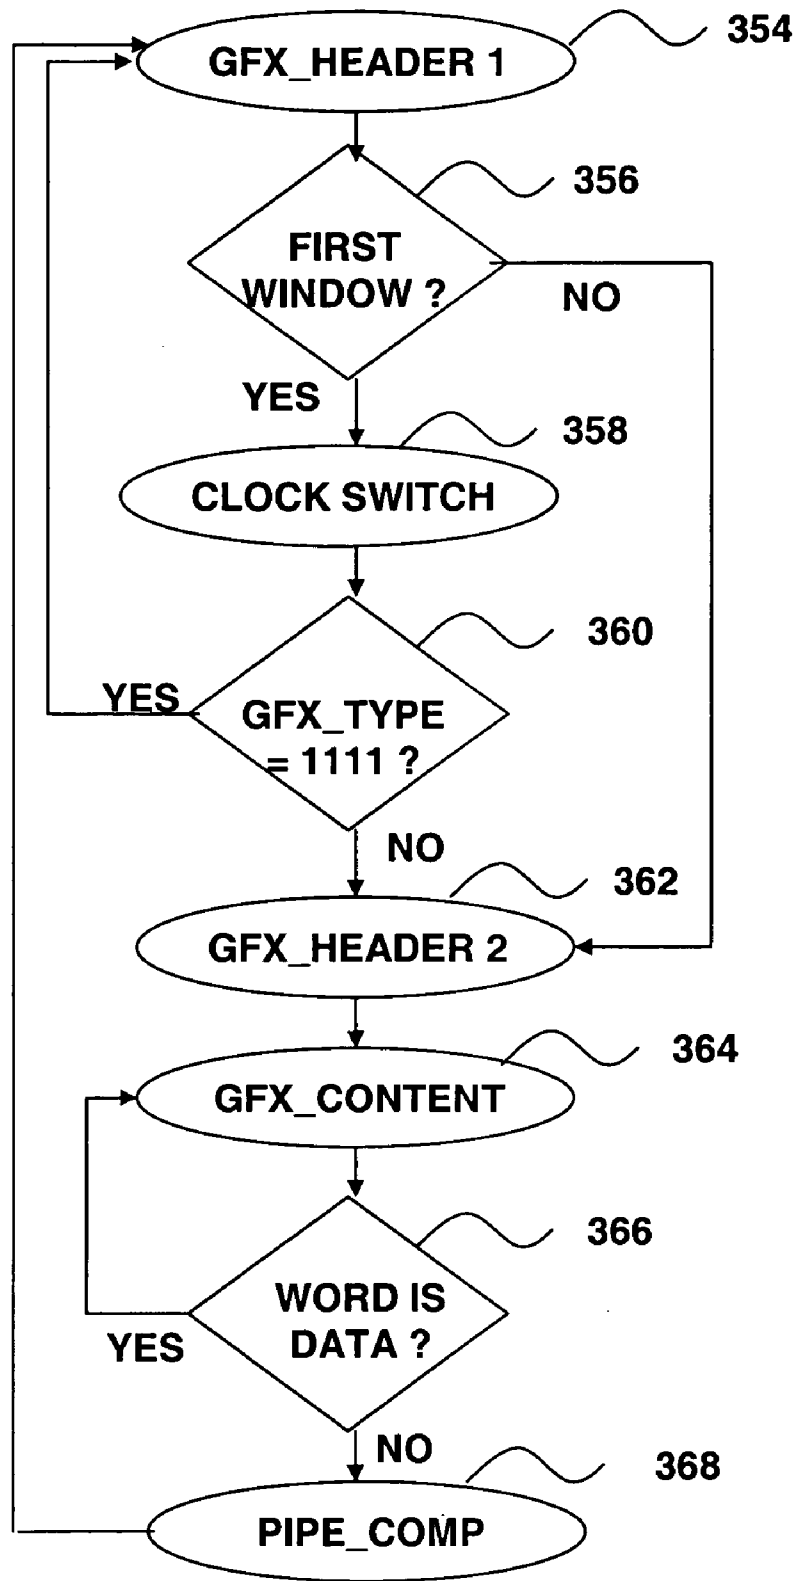 354
GFX_HEADER 1
356
FIRST
WINDOW ?
NO
YES
358
CLOCK SWITCH
360
YES
GFX_TYPE
= 1111 ?
NO
362
GFX_HEADER 2
364
GFX_CONTENT
366
WORD IS
DATA ?
YES
NO
368
PIPE_COMP